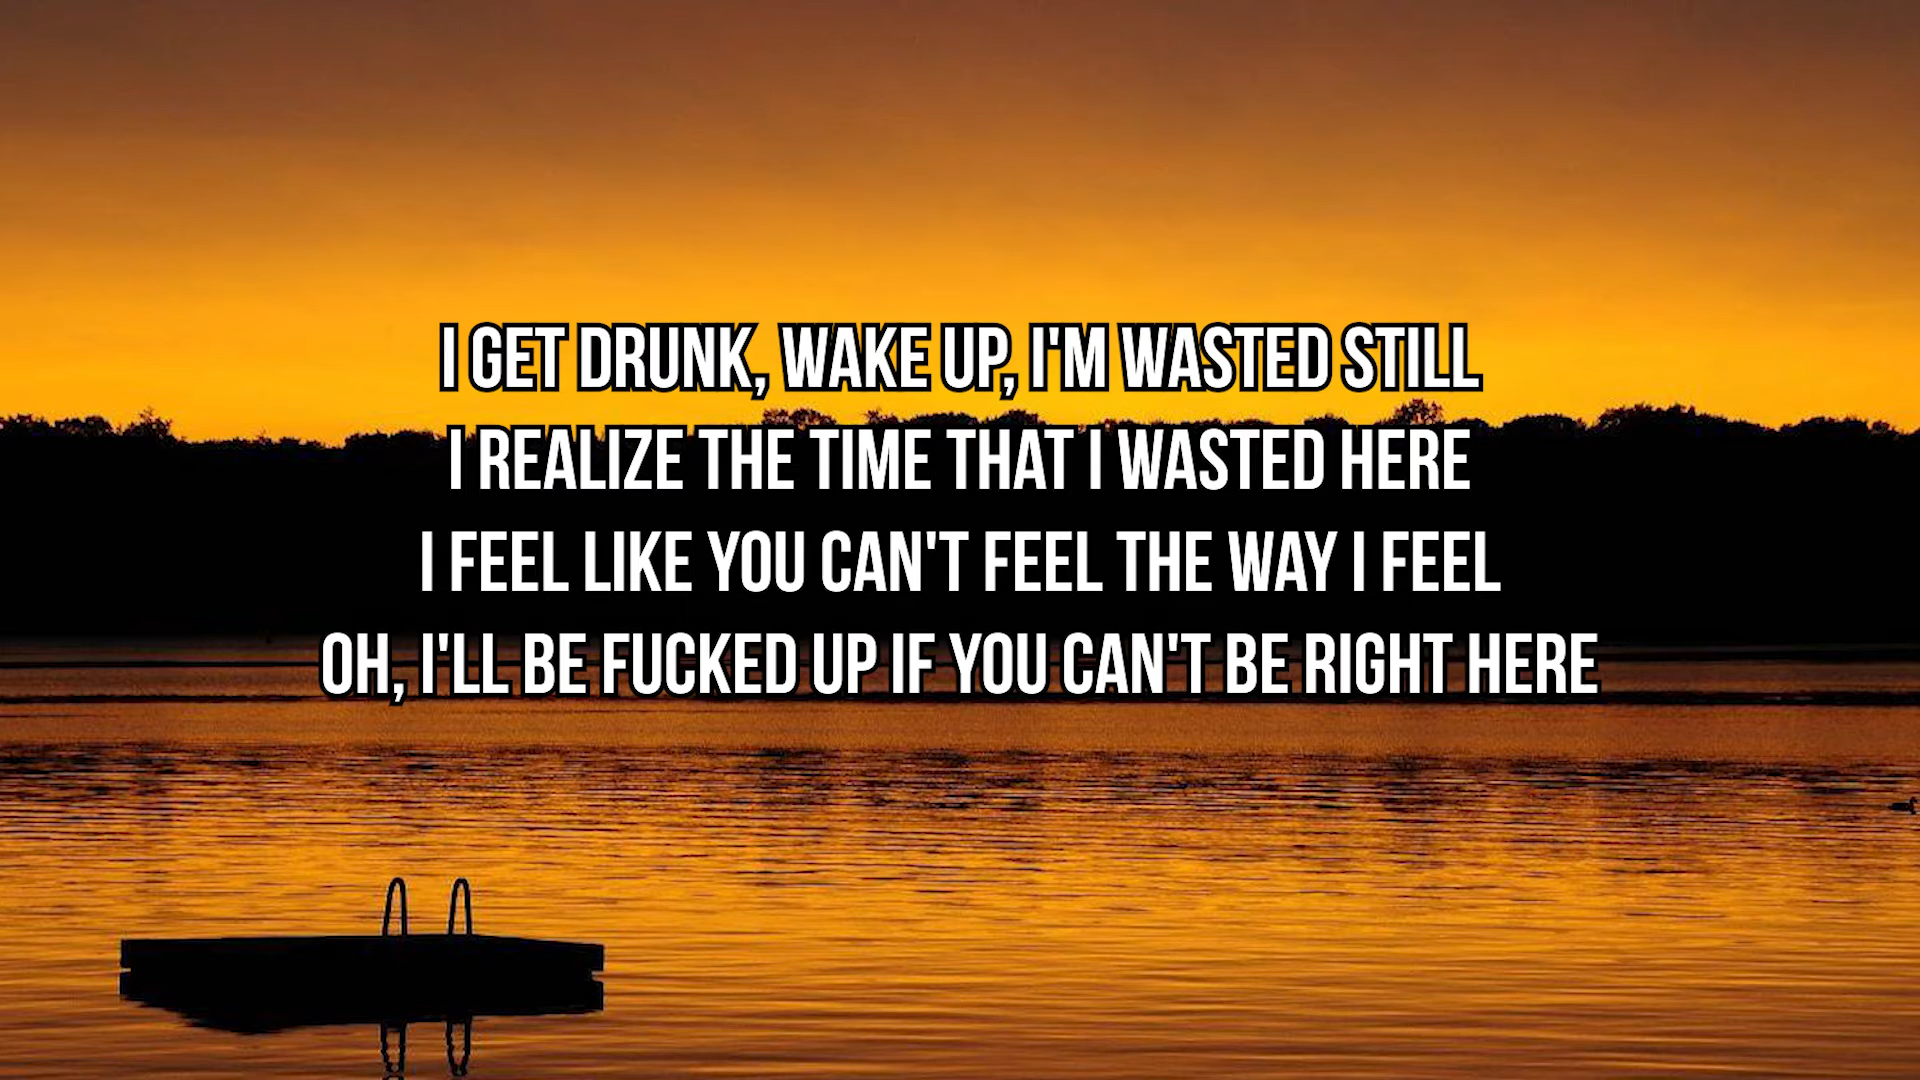 I GET DRUNK, WAKE UP, I'M WASTED STILL
I REALIZE THE TIME THAT I WASTED HERE
I FEEL LIKE YOU CAN'T FEEL THE WAY I FEEL
OH, I'LL BE FUCKED UP IF YOU CAN'T BE RIGHT HERE